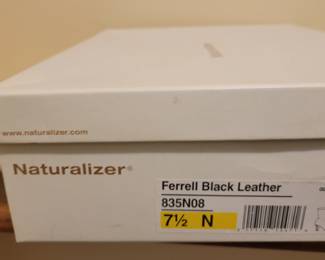 www.naturalizer.com
Naturalizer®
Ferrell Black Leather
835N08
7½ N